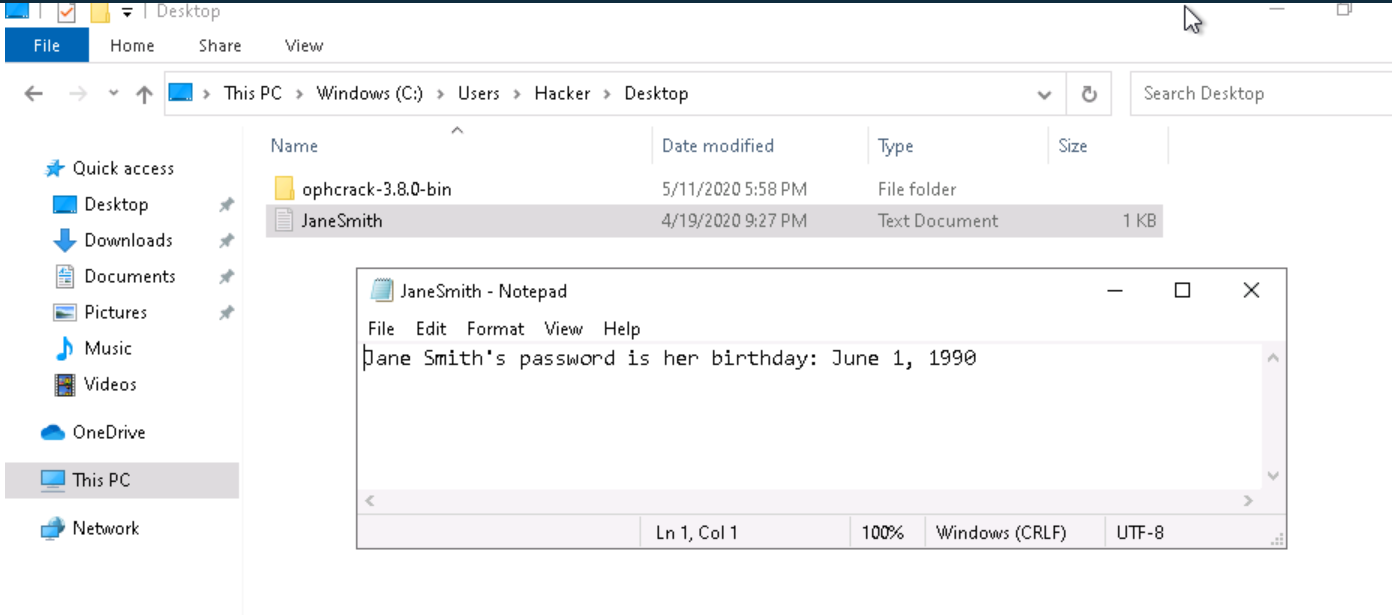 Desktop
File Home Share View
This PC > Windows (C:) > Users > Hacker > Desktop
Search Desktop
Name Date modified Type Size
ophcrack-3.8.0-bin 5/11/2020 5:58 PM File folder
JaneSmith 4/19/2020 9:27 PM Text Document 1 KB
Quick access
Desktop
Downloads
Documents
Pictures
Music
Videos
OneDrive
This PC
Network
JaneSmith - Notepad
File Edit Format View Help
Jane Smith's password is her birthday: June 1, 1990
Ln 1, Col 1 100% Windows (CRLF) UTF-8